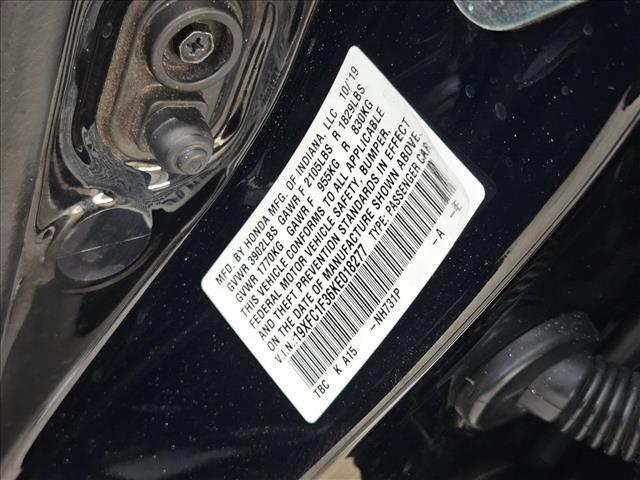 MFD. BY HONDA MFG. OF INDIANA, LLC 10/19
GVWR 3902LBS GAWR F 2105LBS R 1829LBS
GVWR 1770KG GAWR F 955KG R 830KG
THIS VEHICLE CONFORMS TO ALL APPLICABLE
FEDERAL MOTOR VEHICLE SAFETY, BUMPER,
AND THEFT PREVENTION STANDARDS IN EFFECT
ON THE DATE OF MANUFACTURE SHOWN ABOVE.
V.I.N.:19XFC1F36KE018277 TYPE: PASSENGER CAR
TBC K A15 -NH731P -A